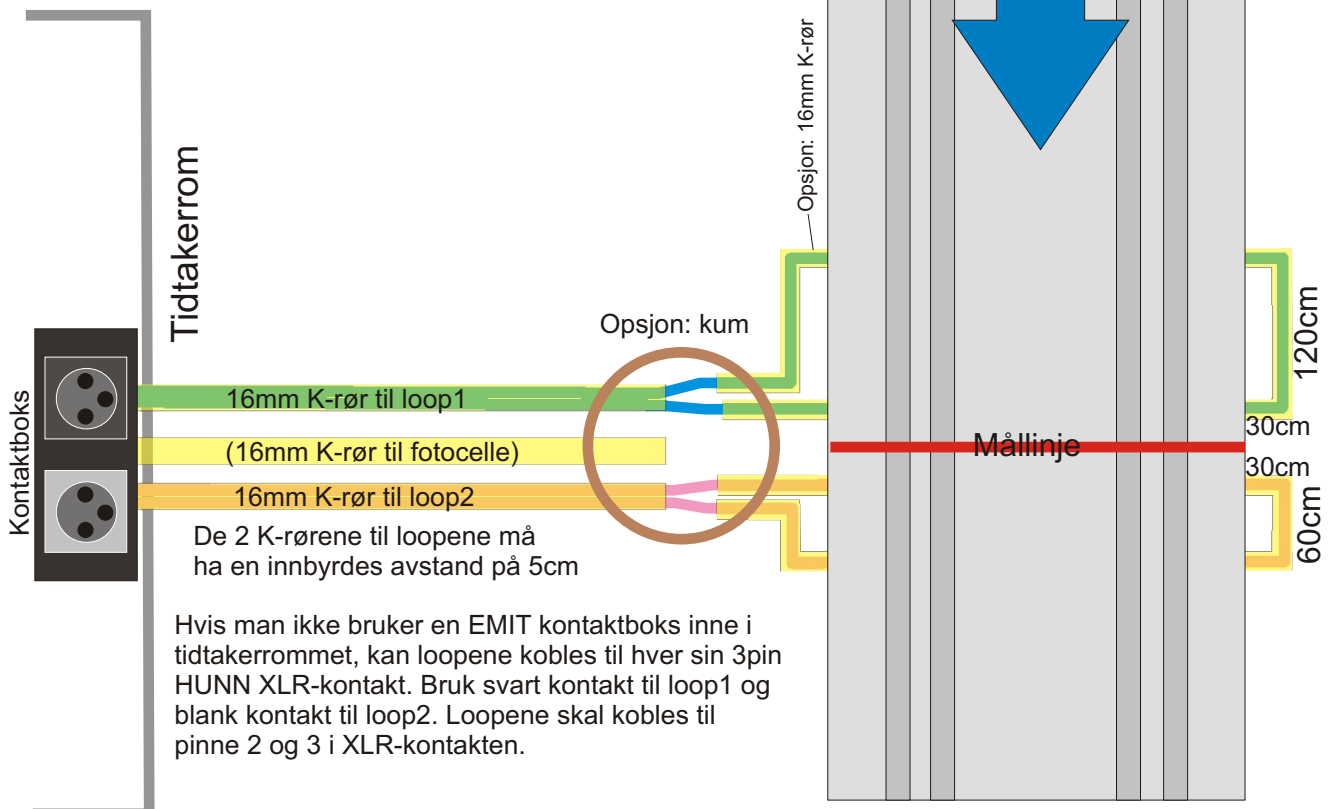 Opsjon: 16mm K-rør
Tidtakerrom
Opsjon: kum
120cm
16mm K-rør til loop1
30cm
Mållinje
(16mm K-rør til fotocelle)
30cm
Kontaktboks
16mm K-rør til loop2
60cm
De 2 K-rørene til loopene må
ha en innbyrdes avstand på 5cm
Hvis man ikke bruker en EMIT kontaktboks inne i
tidtakerrommet, kan loopene kobles til hver sin 3pin
HUNN XLR-kontakt. Bruk svart kontakt til loop1 og
blank kontakt til loop2. Loopene skal kobles til
pinne 2 og 3 i XLR-kontakten.